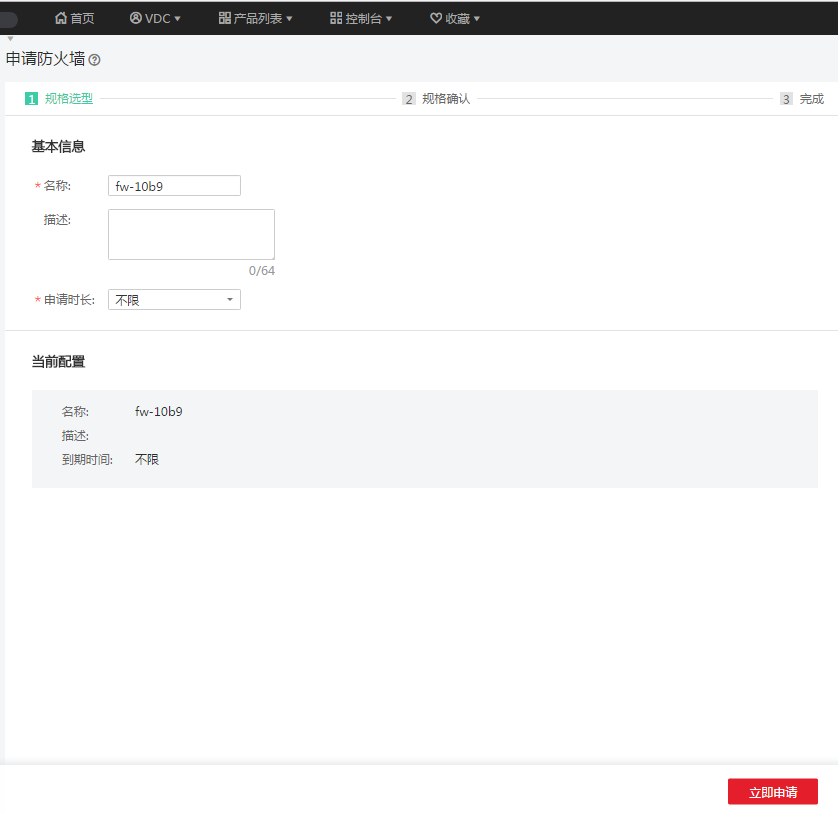 首页 VDC 产品列表 控制台 收藏
申请防火墙
1 规格选型 2 规格确认 3 完成
基本信息
* 名称: fw-10b9
描述:
0/64
* 申请时长: 不限
当前配置
名称: fw-10b9
描述:
到期时间: 不限
立即申请